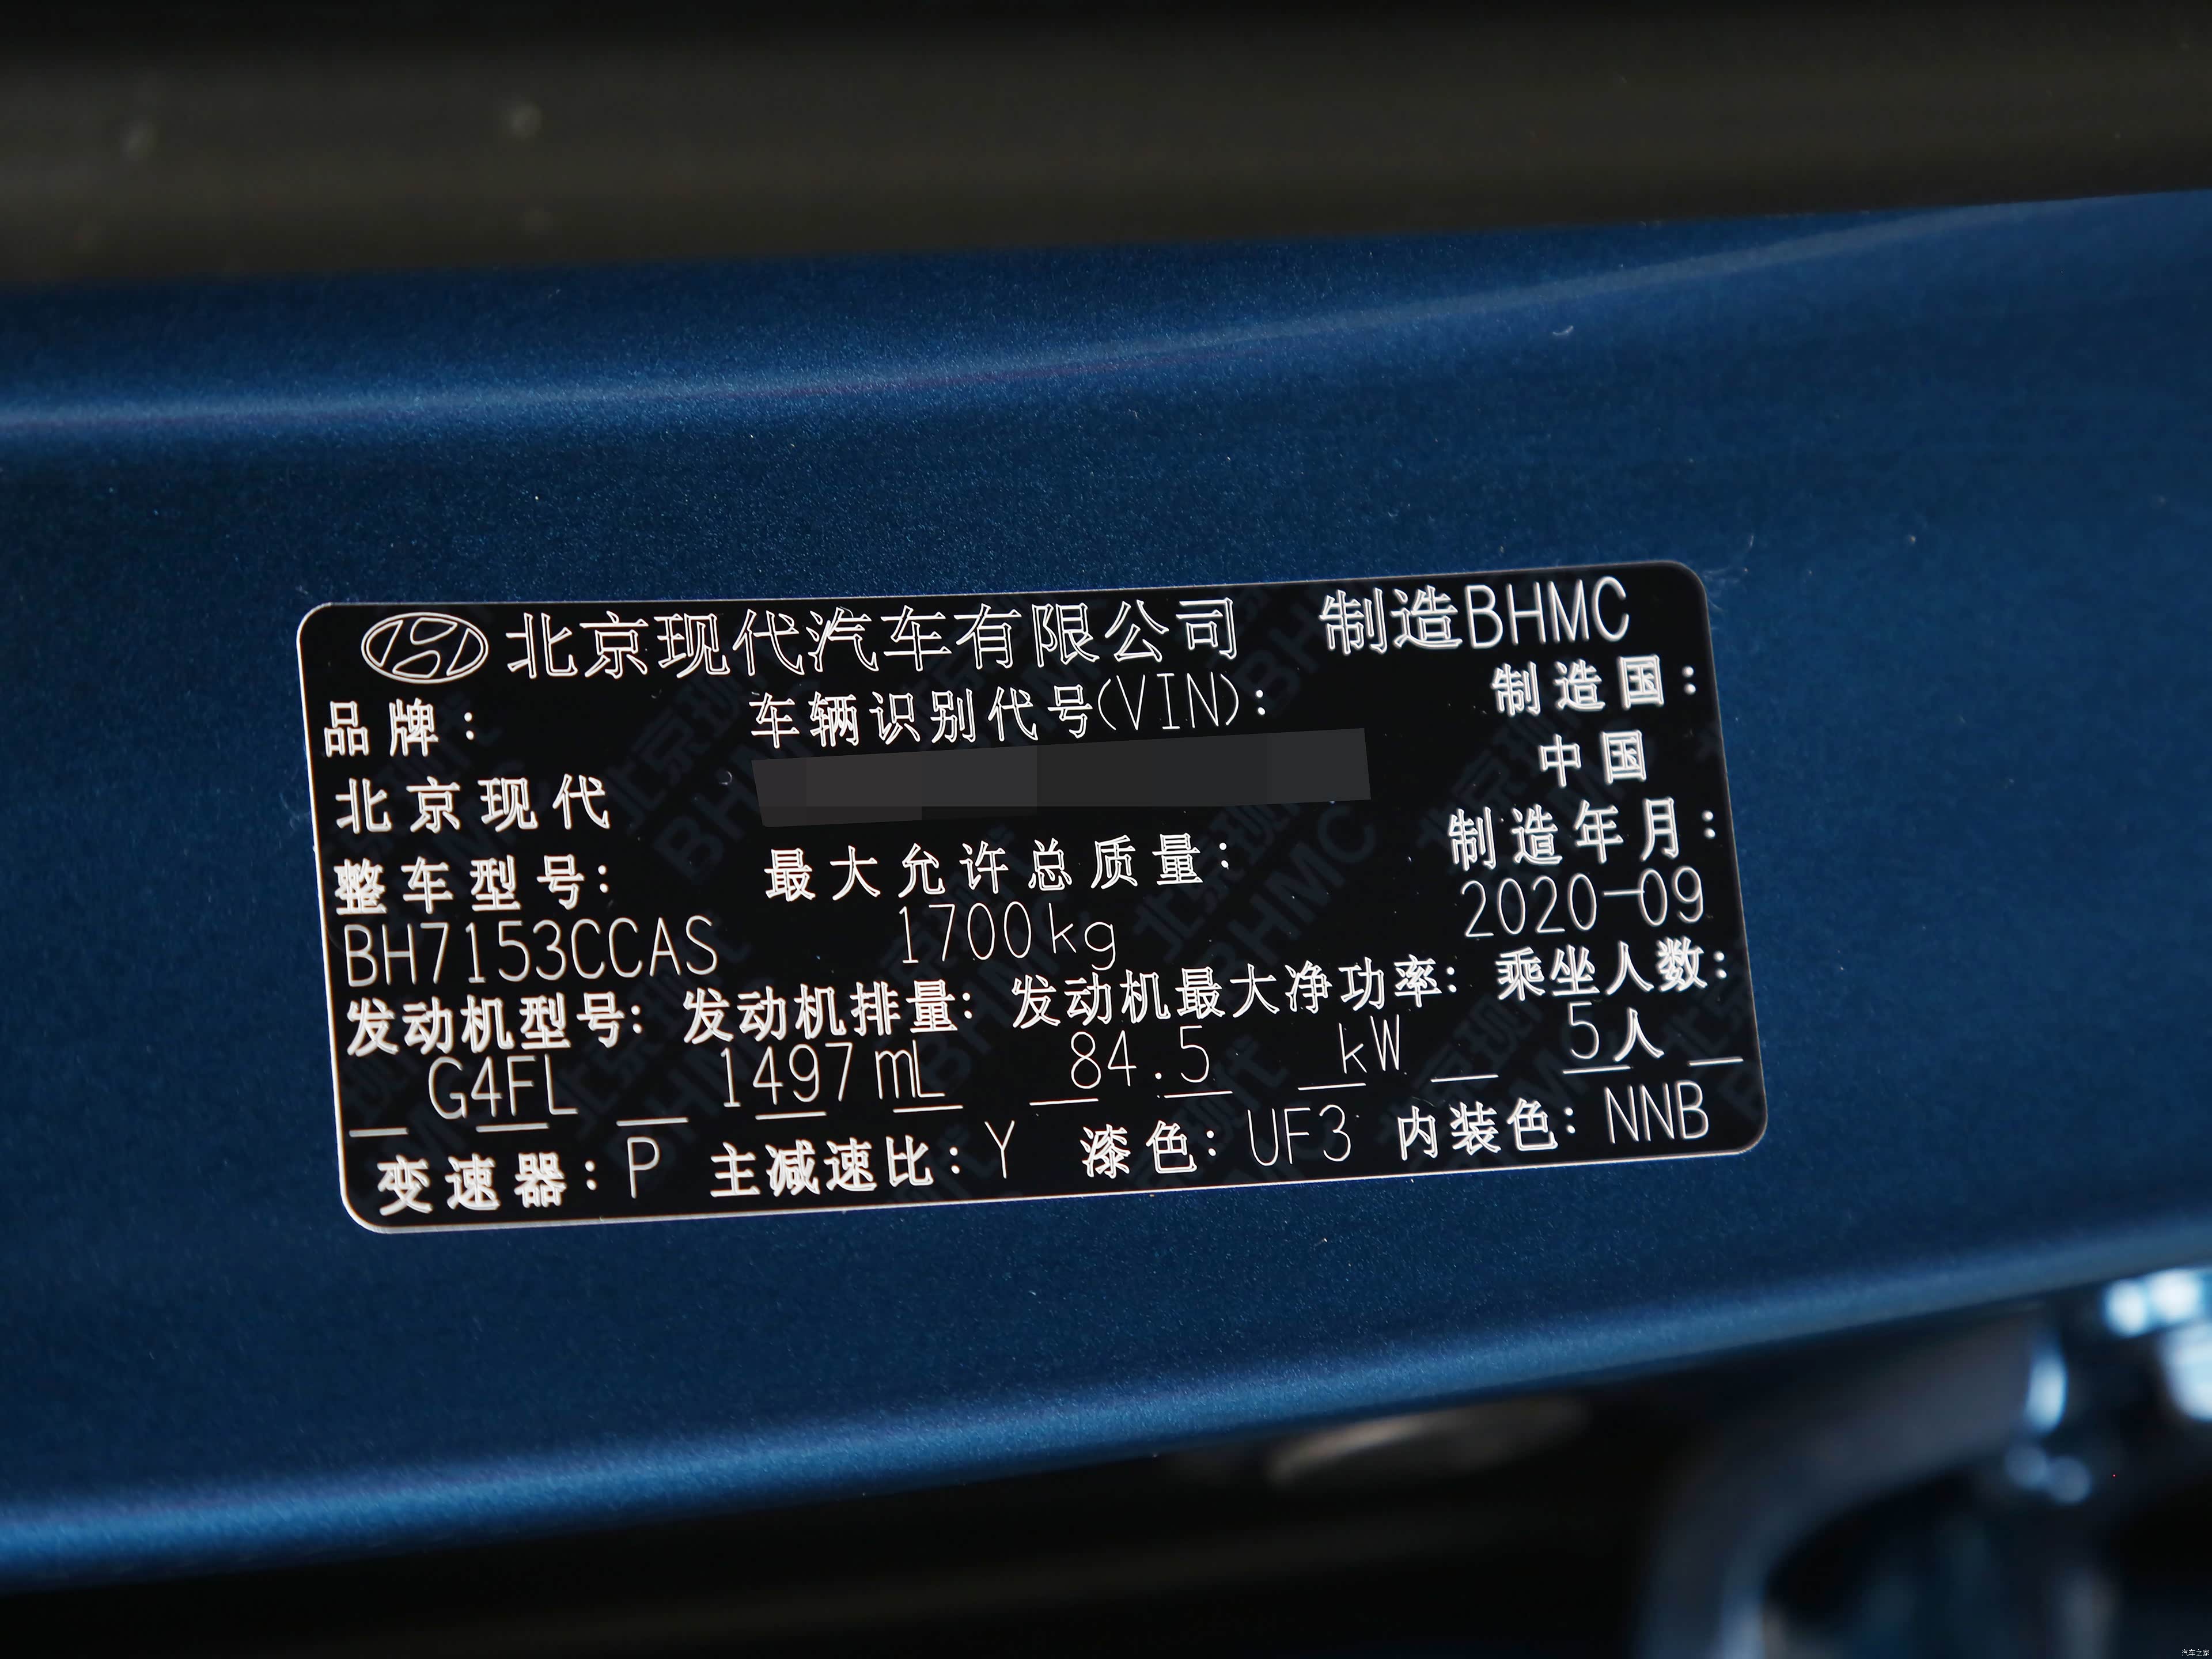 北京现代汽车有限公司 制造BHMC
品牌： 车辆识别代号(VIN)： 制造国：
北京现代 中国
整车型号： 最大允许总质量： 制造年月：
BH7153CCAS 1700kg 2020-09
发动机型号： 发动机排量： 发动机最大净功率： 乘坐人数：
G4FL 1497mL 84.5 kW 5人
变速器：P 主减速比：Y 漆色：UF3 内装色：NNB
汽车之家